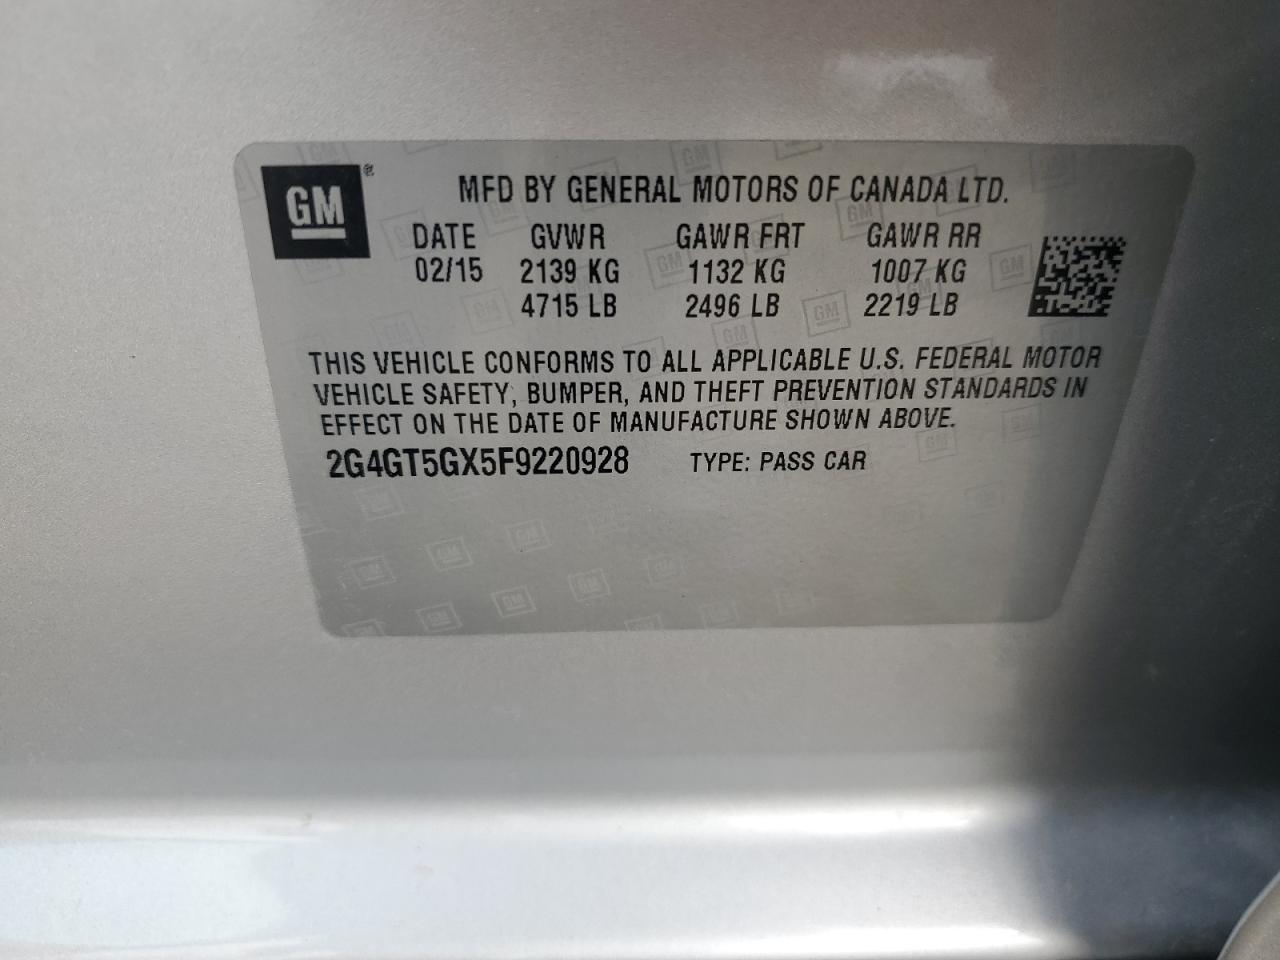 GM®
MFD BY GENERAL MOTORS OF CANADA LTD.
DATE GVWR GAWR FRT GAWR RR
02/15 2139 KG 1132 KG 1007 KG
4715 LB 2496 LB 2219 LB
THIS VEHICLE CONFORMS TO ALL APPLICABLE U.S. FEDERAL MOTOR
VEHICLE SAFETY, BUMPER, AND THEFT PREVENTION STANDARDS IN
EFFECT ON THE DATE OF MANUFACTURE SHOWN ABOVE.
2G4GT5GX5F9220928 TYPE: PASS CAR